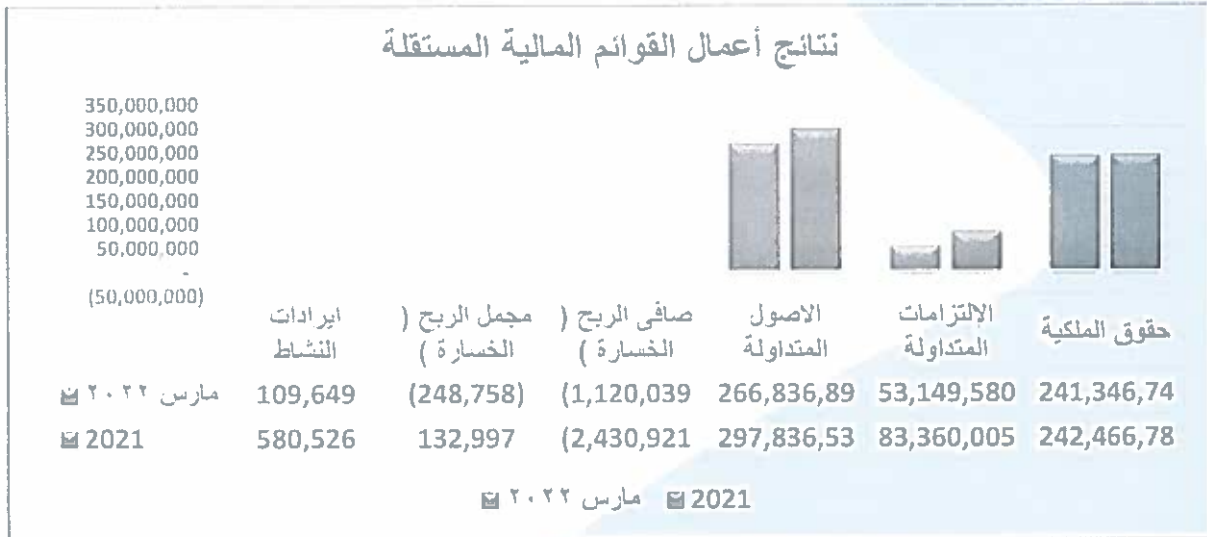 نتائج أعمال القوائم المالية المستقلة
350,000,000
300,000,000
250,000,000
200,000,000
150,000,000
100,000,000
50,000,000
-
(50,000,000)
ايرادات النشاط
مجمل الربح ( الخسارة )
صافى الربح ( الخسارة )
الاصول المتداولة
الإلتزامات المتداولة
حقوق الملكية
مارس ٢٠٢٢ 109,649 (248,758) (1,120,039 266,836,89 53,149,580 241,346,74
2021 580,526 132,997 (2,430,921 297,836,53 83,360,005 242,466,78
مارس ٢٠٢٢ 2021